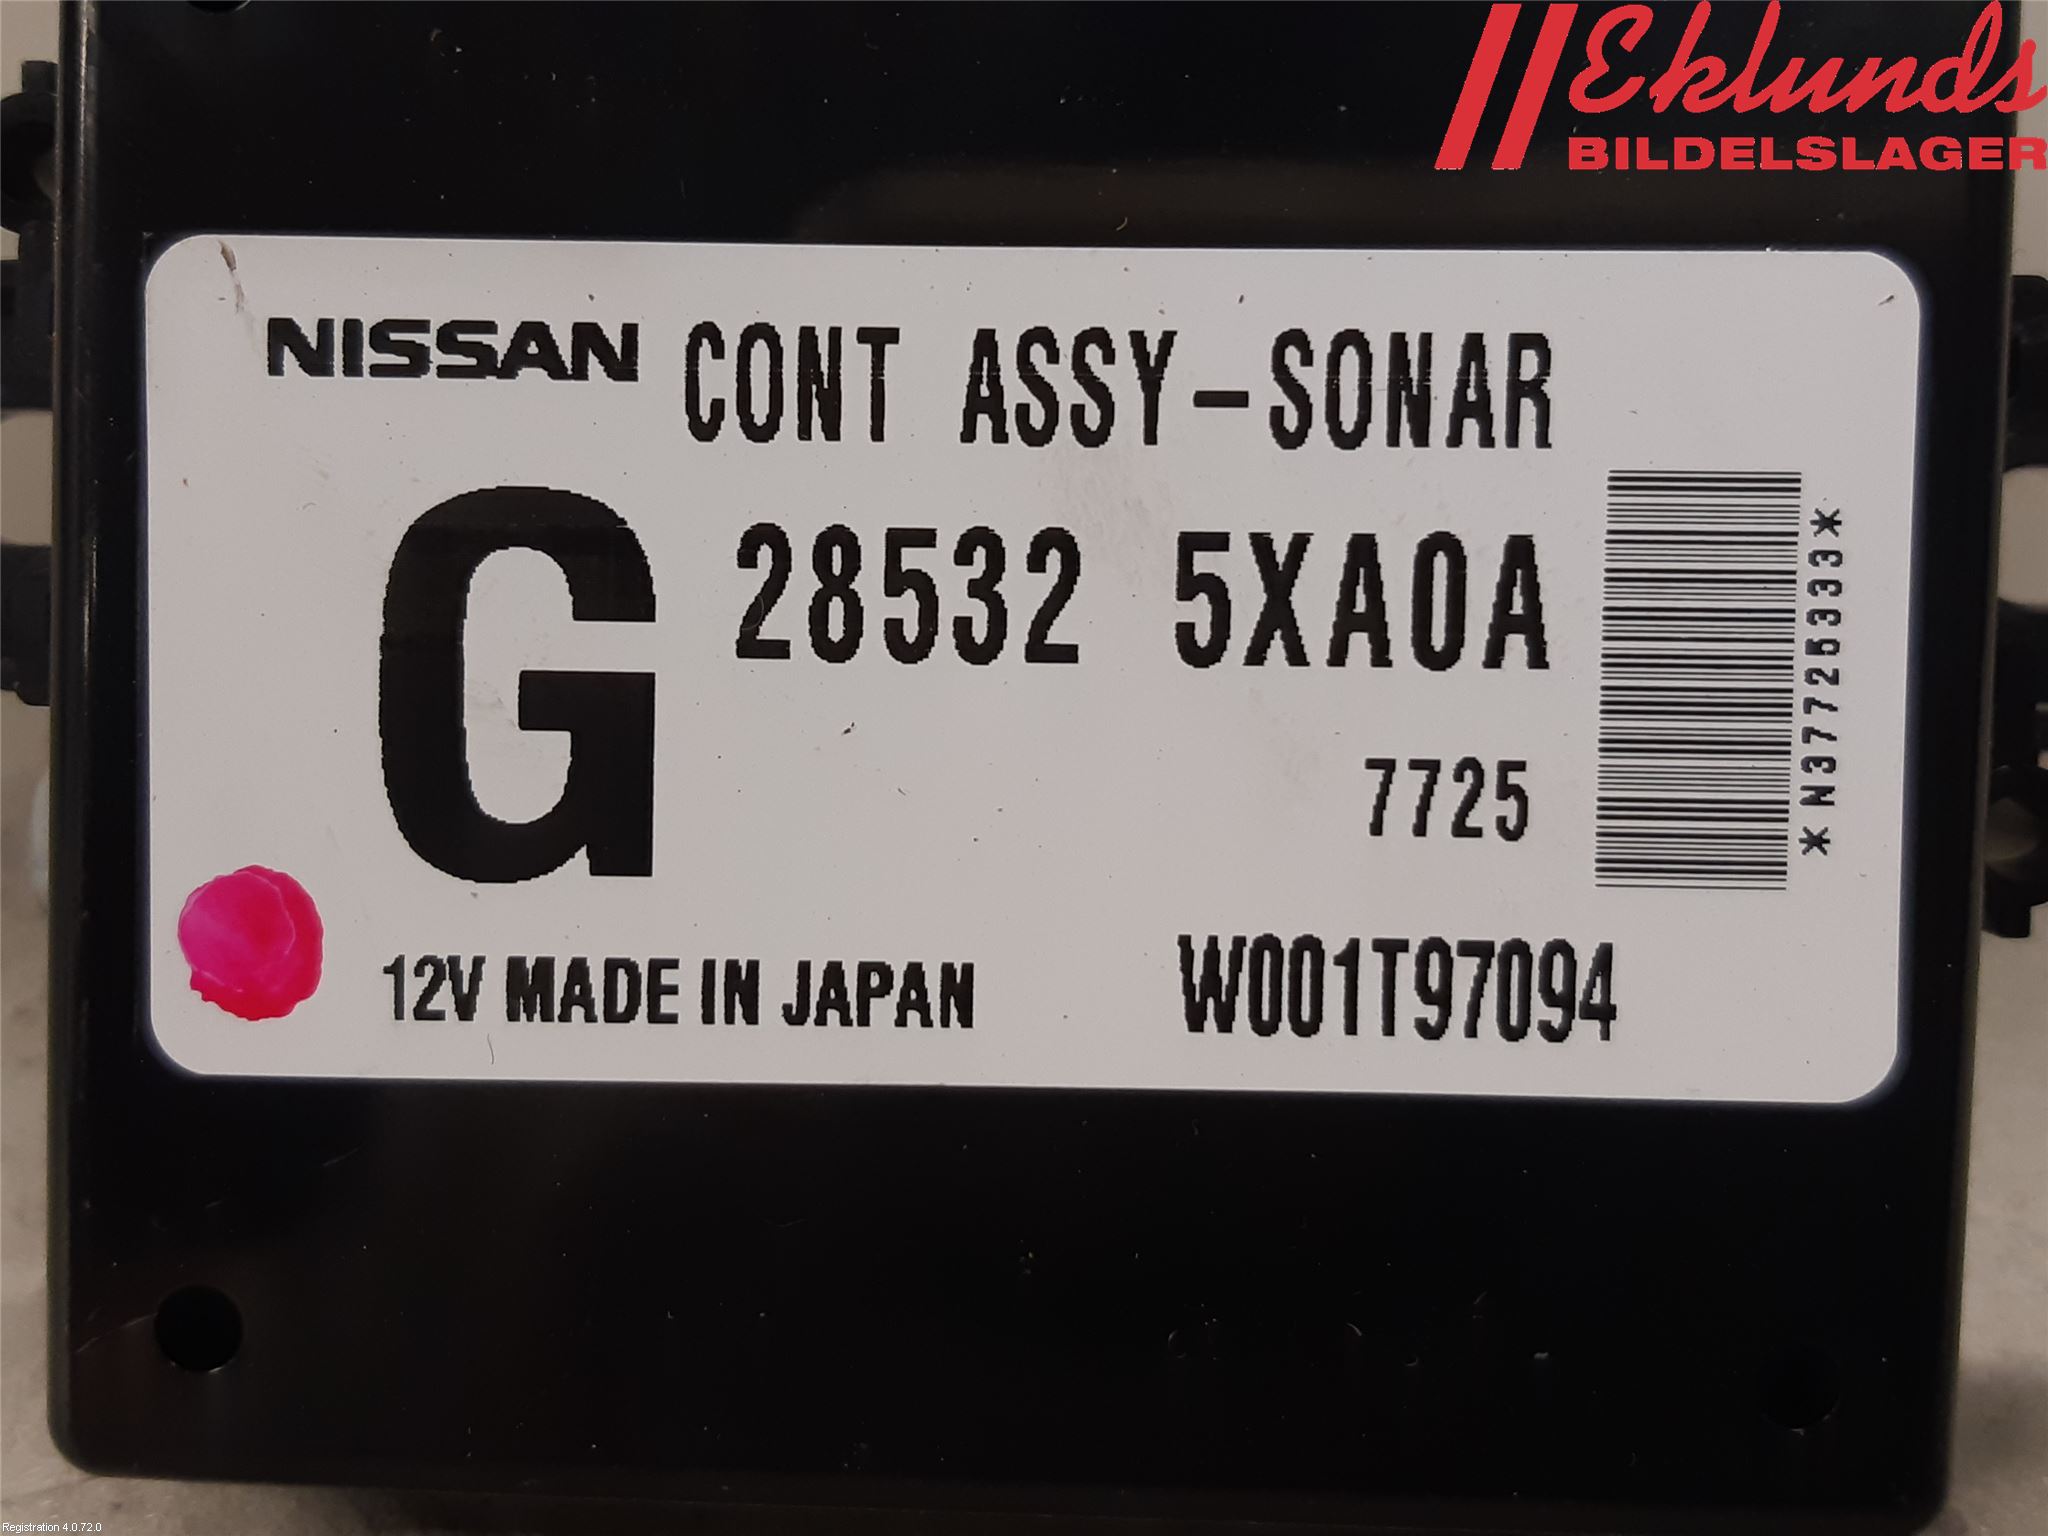 Eklunds
BILDELSLAGER
NISSAN CONT ASSY-SONAR
G 28532 5XA0A
7725
*N37725333*
12V MADE IN JAPAN W001T97094
Registration 4.0.72.0